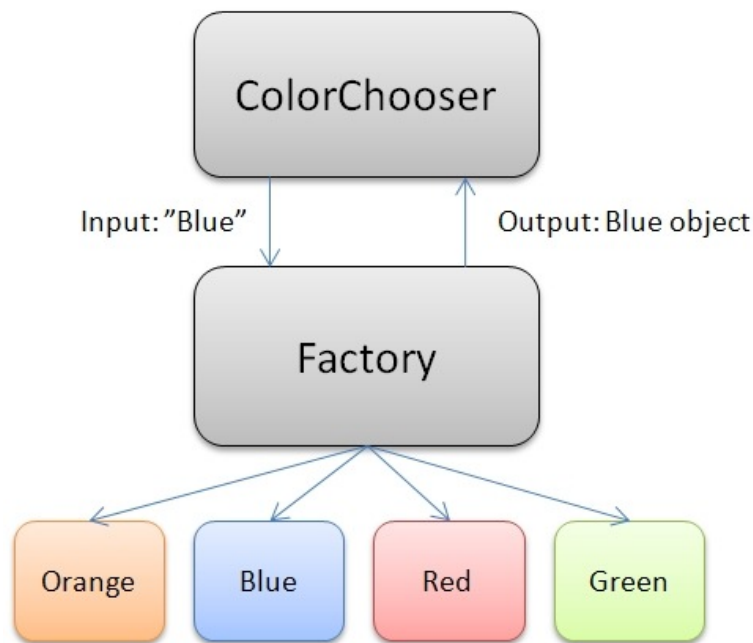 ColorChooser
Input: ”Blue”
Output: Blue object
Factory
Orange
Blue
Red
Green